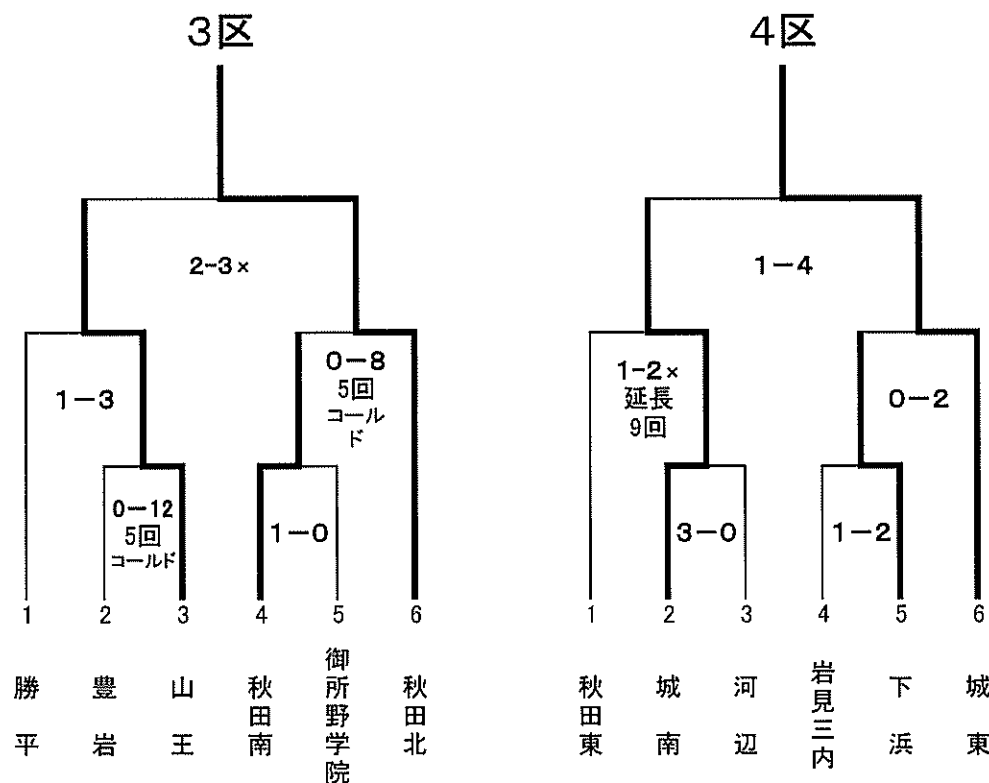 3区
2-3×
1-3
0-8
5回
コール
ド
0-12
5回
コールド
1-0
1
2
3
4
5
6
勝平
豊岩
山王
秋田南
御所野学院
秋田北
4区
1-4
1-2×
延長
9回
0-2
3-0
1-2
1
2
3
4
5
6
秋田東
城南
河辺
岩見三内
下浜
城東